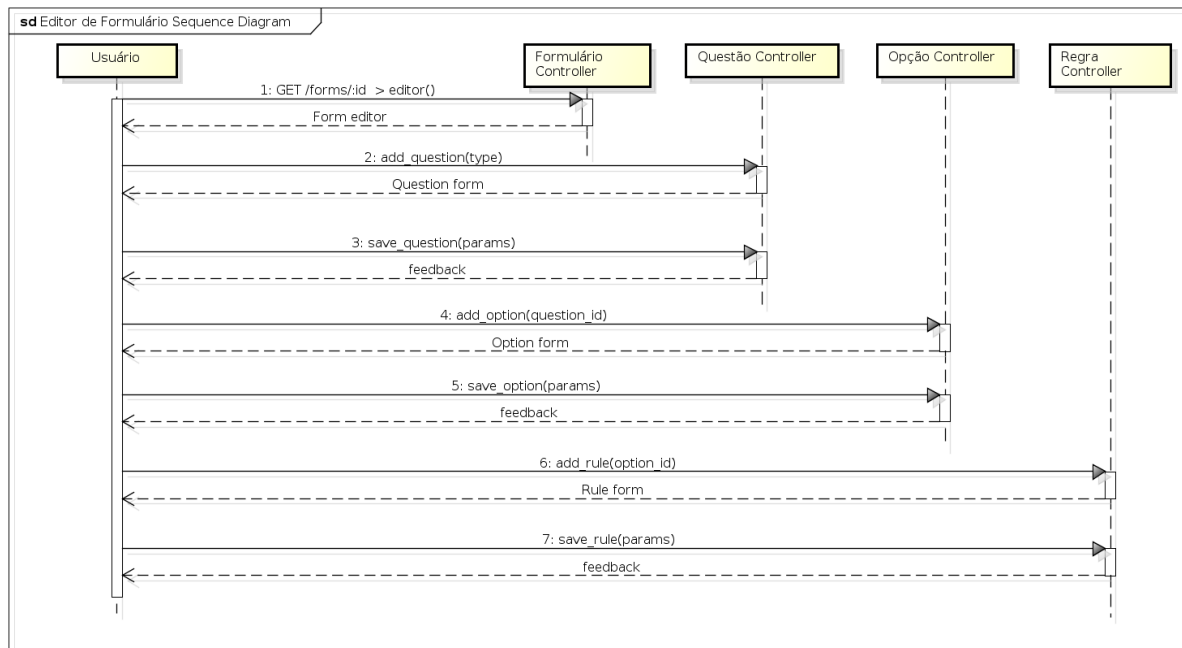 sd Editor de Formulário Sequence Diagram
Usuário
Formulário
Controller
Questão Controller
Opção Controller
Regra
Controller
1: GET /forms/:id > editor()
Form editor
2: add_question(type)
Question form
3: save_question(params)
feedback
4: add_option(question_id)
Option form
5: save_option(params)
feedback
6: add_rule(option_id)
Rule form
7: save_rule(params)
feedback